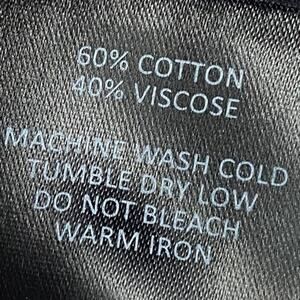 60% COTTON
40% VISCOSE
MACHINE WASH COLD
TUMBLE DRY LOW
DO NOT BLEACH
WARM IRON